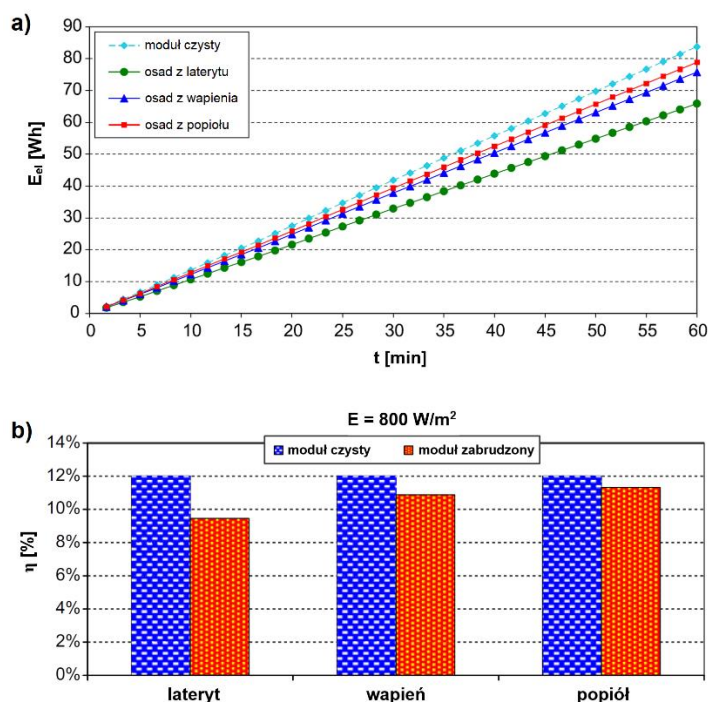 a)
90
80
70
60
50
40
30
20
10
0
E_el [Wh]
moduł czysty
osad z laterytu
osad z wapienia
osad z popiołu
0 5 10 15 20 25 30 35 40 45 50 55 60
t [min]
b)
E = 800 W/m²
14%
12%
10%
8%
6%
4%
2%
0%
η [%]
moduł czysty moduł zabrudzony
lateryt wapień popiół